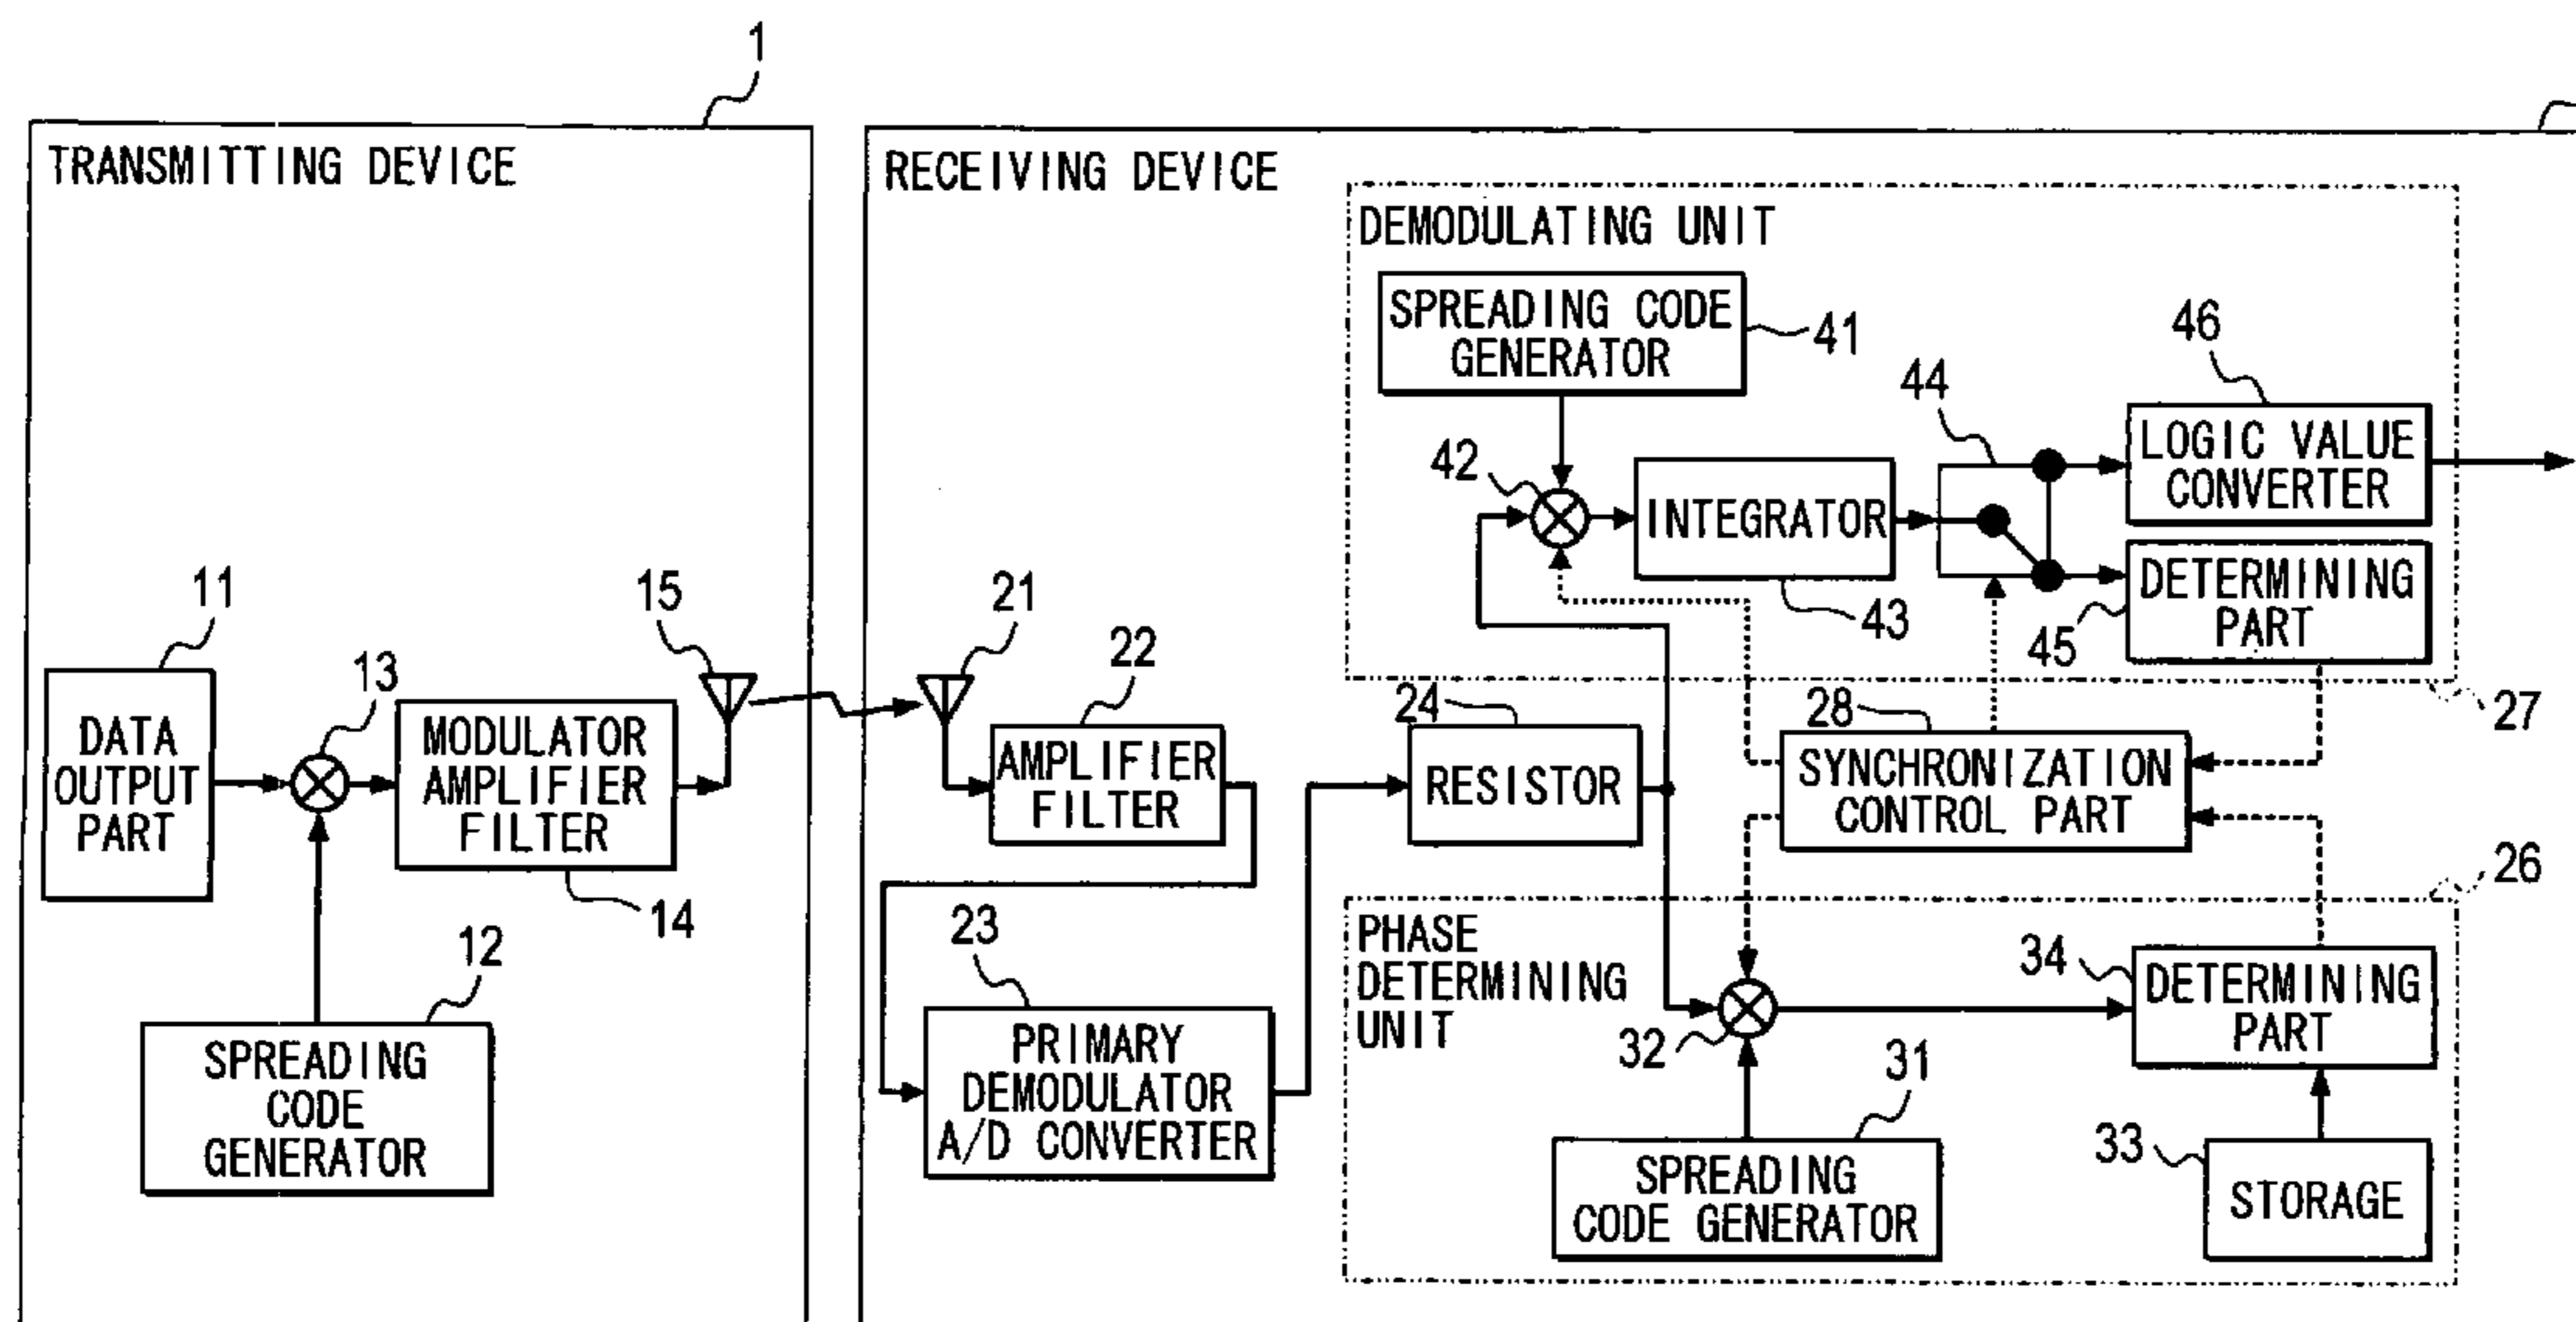 1
TRANSMITTING DEVICE
11
DATA
OUTPUT
PART
13
MODULATOR
AMPLIFIER
FILTER
14
15
12
SPREADING
CODE
GENERATOR
RECEIVING DEVICE
21
22
AMPLIFIER
FILTER
23
PRIMARY
DEMODULATOR
A/D CONVERTER
24
RESISTOR
DEMODULATING UNIT
SPREADING CODE
GENERATOR
41
42
INTEGRATOR
43
44
46
LOGIC VALUE
CONVERTER
DETERMINING
PART
45
27
28
SYNCHRONIZATION
CONTROL PART
26
PHASE
DETERMINING
UNIT
32
31
SPREADING
CODE GENERATOR
34
DETERMINING
PART
33
STORAGE